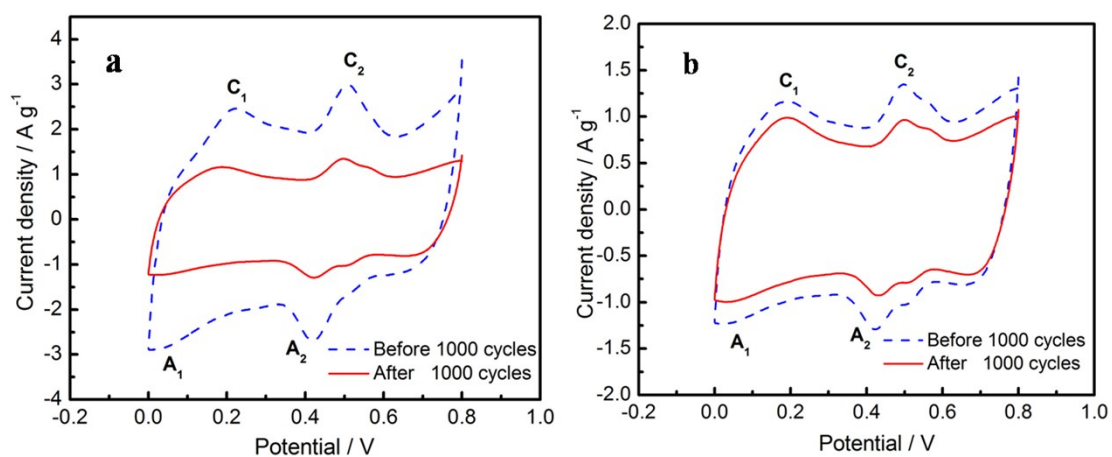 a
C1
C2
A1
A2
Before 1000 cycles
After 1000 cycles
4
3
2
1
0
-1
-2
-3
-4
-0.2 0.0 0.2 0.4 0.6 0.8 1.0
Current density / A g-1
Potential / V
b
C1
C2
A1
A2
Before 1000 cycles
After 1000 cycles
2.0
1.5
1.0
0.5
0.0
-0.5
-1.0
-1.5
-2.0
-0.2 0.0 0.2 0.4 0.6 0.8 1.0
Current density / A g-1
Potential / V